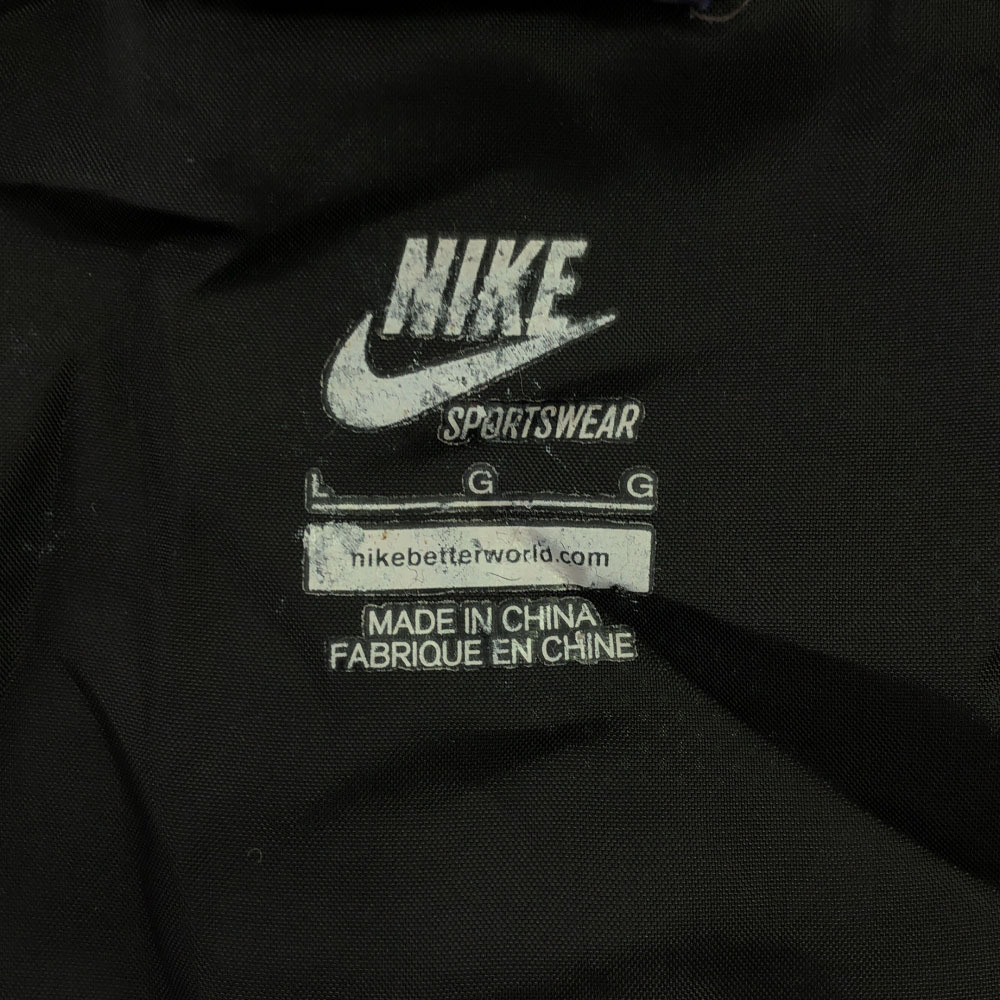 NIKE
SPORTSWEAR
L G G
nikebetterworld.com
MADE IN CHINA
FABRIQUE EN CHINE